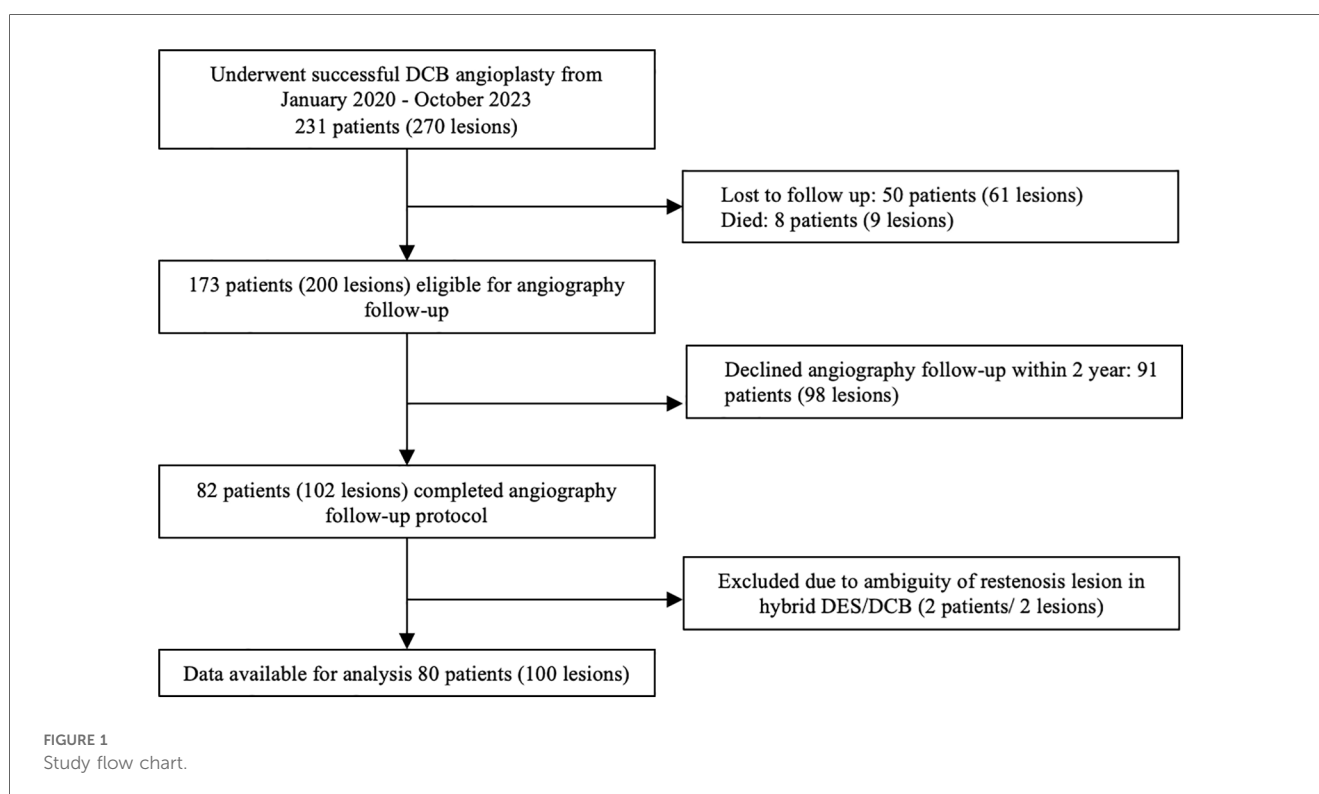 Underwent successful DCB angioplasty from
January 2020 - October 2023
231 patients (270 lesions)
Lost to follow up: 50 patients (61 lesions)
Died: 8 patients (9 lesions)
173 patients (200 lesions) eligible for angiography
follow-up
Declined angiography follow-up within 2 year: 91
patients (98 lesions)
82 patients (102 lesions) completed angiography
follow-up protocol
Excluded due to ambiguity of restenosis lesion in
hybrid DES/DCB (2 patients/ 2 lesions)
Data available for analysis 80 patients (100 lesions)
FIGURE 1
Study flow chart.